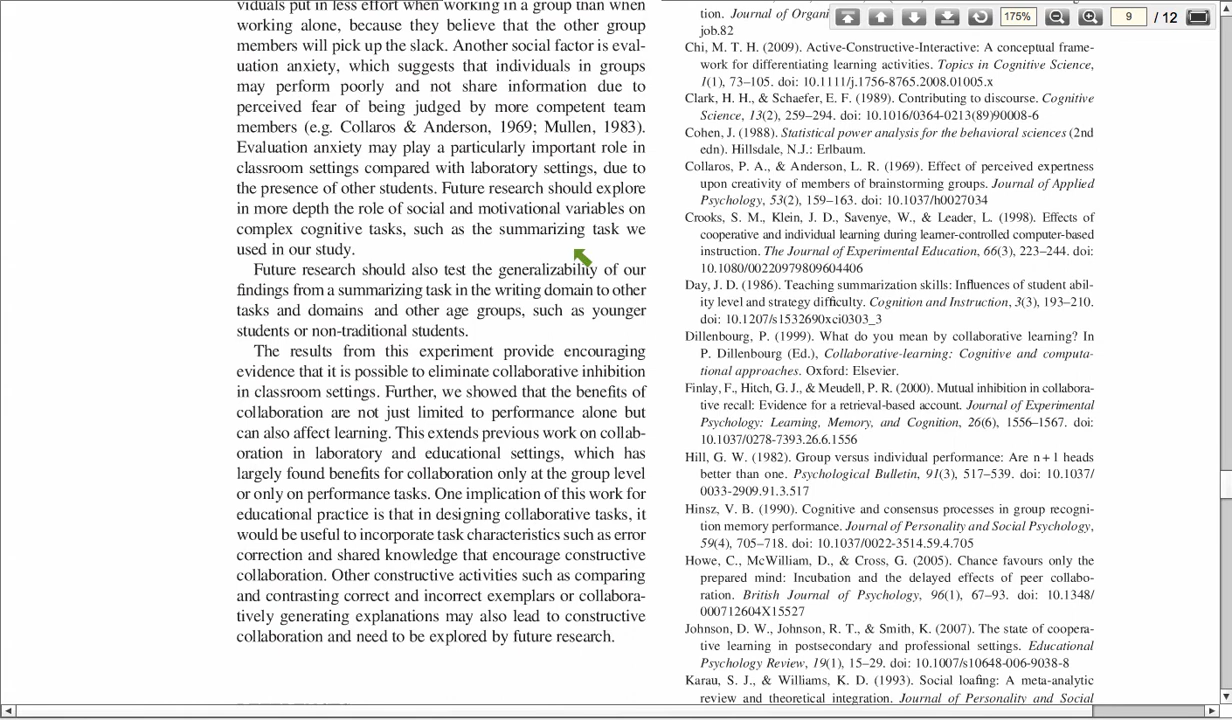 viduals put in less effort when working in a group than when
working alone, because they believe that the other group
members will pick up the slack. Another social factor is eval-
uation anxiety, which suggests that individuals in groups
may perform poorly and not share information due to
perceived fear of being judged by more competent team
members (e.g. Collaros & Anderson, 1969; Mullen, 1983).
Evaluation anxiety may play a particularly important role in
classroom settings compared with laboratory settings, due to
the presence of other students. Future research should explore
in more depth the role of social and motivational variables on
complex cognitive tasks, such as the summarizing task we
used in our study.
Future research should also test the generalizability of our
findings from a summarizing task in the writing domain to other
tasks and domains and other age groups, such as younger
students or non-traditional students.
The results from this experiment provide encouraging
evidence that it is possible to eliminate collaborative inhibition
in classroom settings. Further, we showed that the benefits of
collaboration are not just limited to performance alone but
can also affect learning. This extends previous work on collab-
oration in laboratory and educational settings, which has
largely found benefits for collaboration only at the group level
or only on performance tasks. One implication of this work for
educational practice is that in designing collaborative tasks, it
would be useful to incorporate task characteristics such as error
correction and shared knowledge that encourage constructive
collaboration. Other constructive activities such as comparing
and contrasting correct and incorrect exemplars or collabora-
tively generating explanations may also lead to constructive
collaboration and need to be explored by future research.
tion. Journal of Organi
job.82
Chi, M. T. H. (2009). Active-Constructive-Interactive: A conceptual frame-
work for differentiating learning activities. Topics in Cognitive Science,
1(1), 73–105. doi: 10.1111/j.1756-8765.2008.01005.x
Clark, H. H., & Schaefer, E. F. (1989). Contributing to discourse. Cognitive
Science, 13(2), 259–294. doi: 10.1016/0364-0213(89)90008-6
Cohen, J. (1988). Statistical power analysis for the behavioral sciences (2nd
edn). Hillsdale, N.J.: Erlbaum.
Collaros, P. A., & Anderson, L. R. (1969). Effect of perceived expertness
upon creativity of members of brainstorming groups. Journal of Applied
Psychology, 53(2), 159–163. doi: 10.1037/h0027034
Crooks, S. M., Klein, J. D., Savenye, W., & Leader, L. (1998). Effects of
cooperative and individual learning during learner-controlled computer-based
instruction. The Journal of Experimental Education, 66(3), 223–244. doi:
10.1080/00220979809604406
Day, J. D. (1986). Teaching summarization skills: Influences of student abil-
ity level and strategy difficulty. Cognition and Instruction, 3(3), 193–210.
doi: 10.1207/s1532690xci0303_3
Dillenbourg, P. (1999). What do you mean by collaborative learning? In
P. Dillenbourg (Ed.), Collaborative-learning: Cognitive and computa-
tional approaches. Oxford: Elsevier.
Finlay, F., Hitch, G. J., & Meudell, P. R. (2000). Mutual inhibition in collabora-
tive recall: Evidence for a retrieval-based account. Journal of Experimental
Psychology: Learning, Memory, and Cognition, 26(6), 1556–1567. doi:
10.1037/0278-7393.26.6.1556
Hill, G. W. (1982). Group versus individual performance: Are n + 1 heads
better than one. Psychological Bulletin, 91(3), 517–539. doi: 10.1037/
0033-2909.91.3.517
Hinsz, V. B. (1990). Cognitive and consensus processes in group recogni-
tion memory performance. Journal of Personality and Social Psychology,
59(4), 705–718. doi: 10.1037/0022-3514.59.4.705
Howe, C., McWilliam, D., & Cross, G. (2005). Chance favours only the
prepared mind: Incubation and the delayed effects of peer collabo-
ration. British Journal of Psychology, 96(1), 67–93. doi: 10.1348/
000712604X15527
Johnson, D. W., Johnson, R. T., & Smith, K. (2007). The state of coopera-
tive learning in postsecondary and professional settings. Educational
Psychology Review, 19(1), 15–29. doi: 10.1007/s10648-006-9038-8
Karau, S. J., & Williams, K. D. (1993). Social loafing: A meta-analytic
review and theoretical integration. Journal of Personality and Social
175%
9 / 12